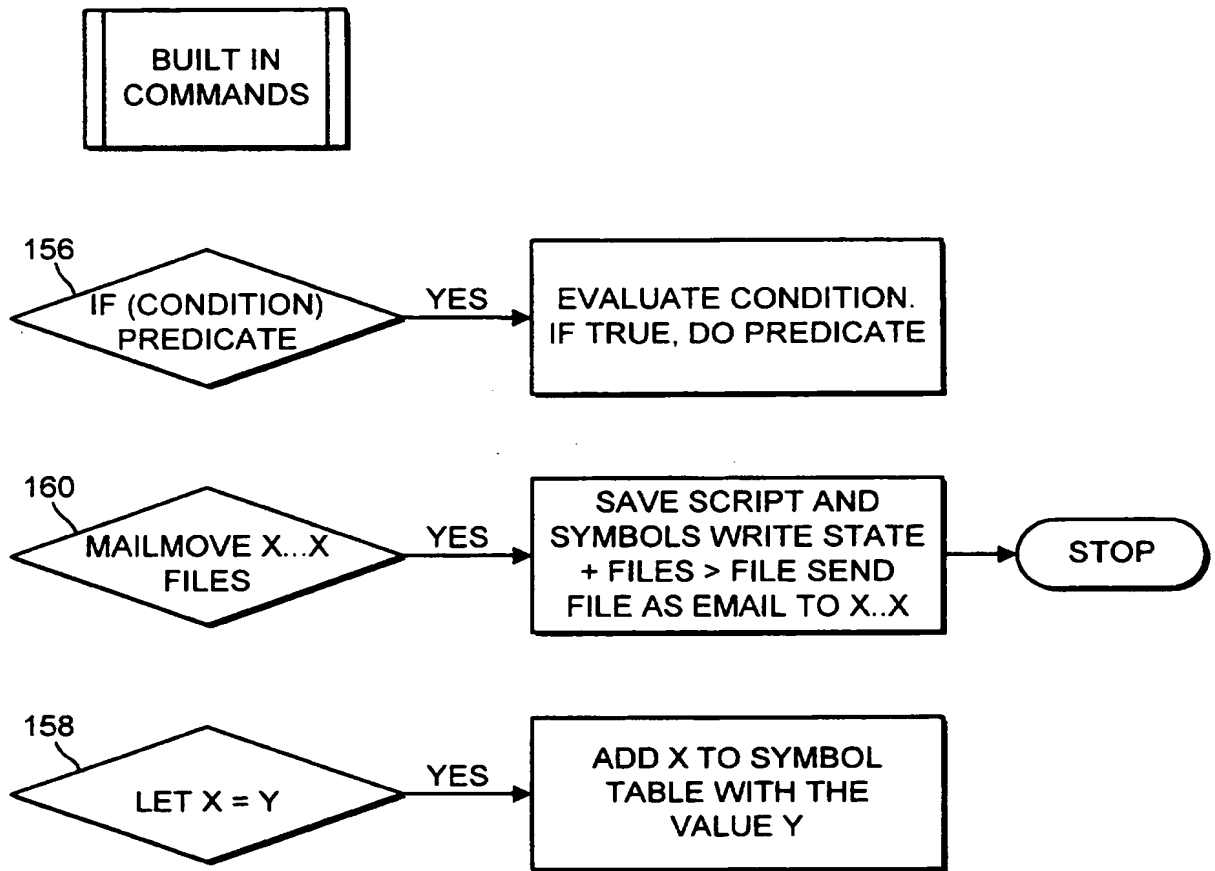 BUILT IN
COMMANDS
156
IF (CONDITION)
PREDICATE
YES
EVALUATE CONDITION.
IF TRUE, DO PREDICATE
160
MAILMOVE X...X
FILES
YES
SAVE SCRIPT AND
SYMBOLS WRITE STATE
+ FILES > FILE SEND
FILE AS EMAIL TO X..X
STOP
158
LET X = Y
YES
ADD X TO SYMBOL
TABLE WITH THE
VALUE Y